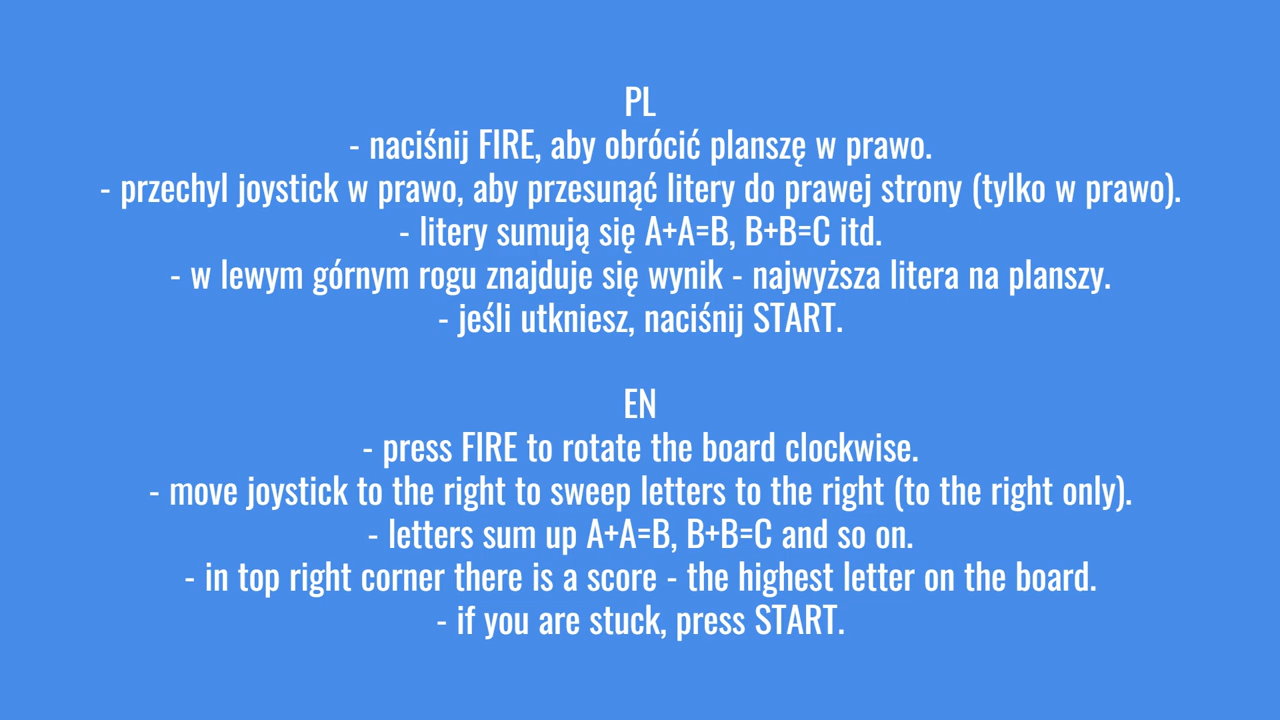 PL
- naciśnij FIRE, aby obrócić planszę w prawo.
- przechyl joystick w prawo, aby przesunąć litery do prawej strony (tylko w prawo).
- litery sumują się A+A=B, B+B=C itd.
- w lewym górnym rogu znajduje się wynik - najwyższa litera na planszy.
- jeśli utkniesz, naciśnij START.
EN
- press FIRE to rotate the board clockwise.
- move joystick to the right to sweep letters to the right (to the right only).
- letters sum up A+A=B, B+B=C and so on.
- in top right corner there is a score - the highest letter on the board.
- if you are stuck, press START.